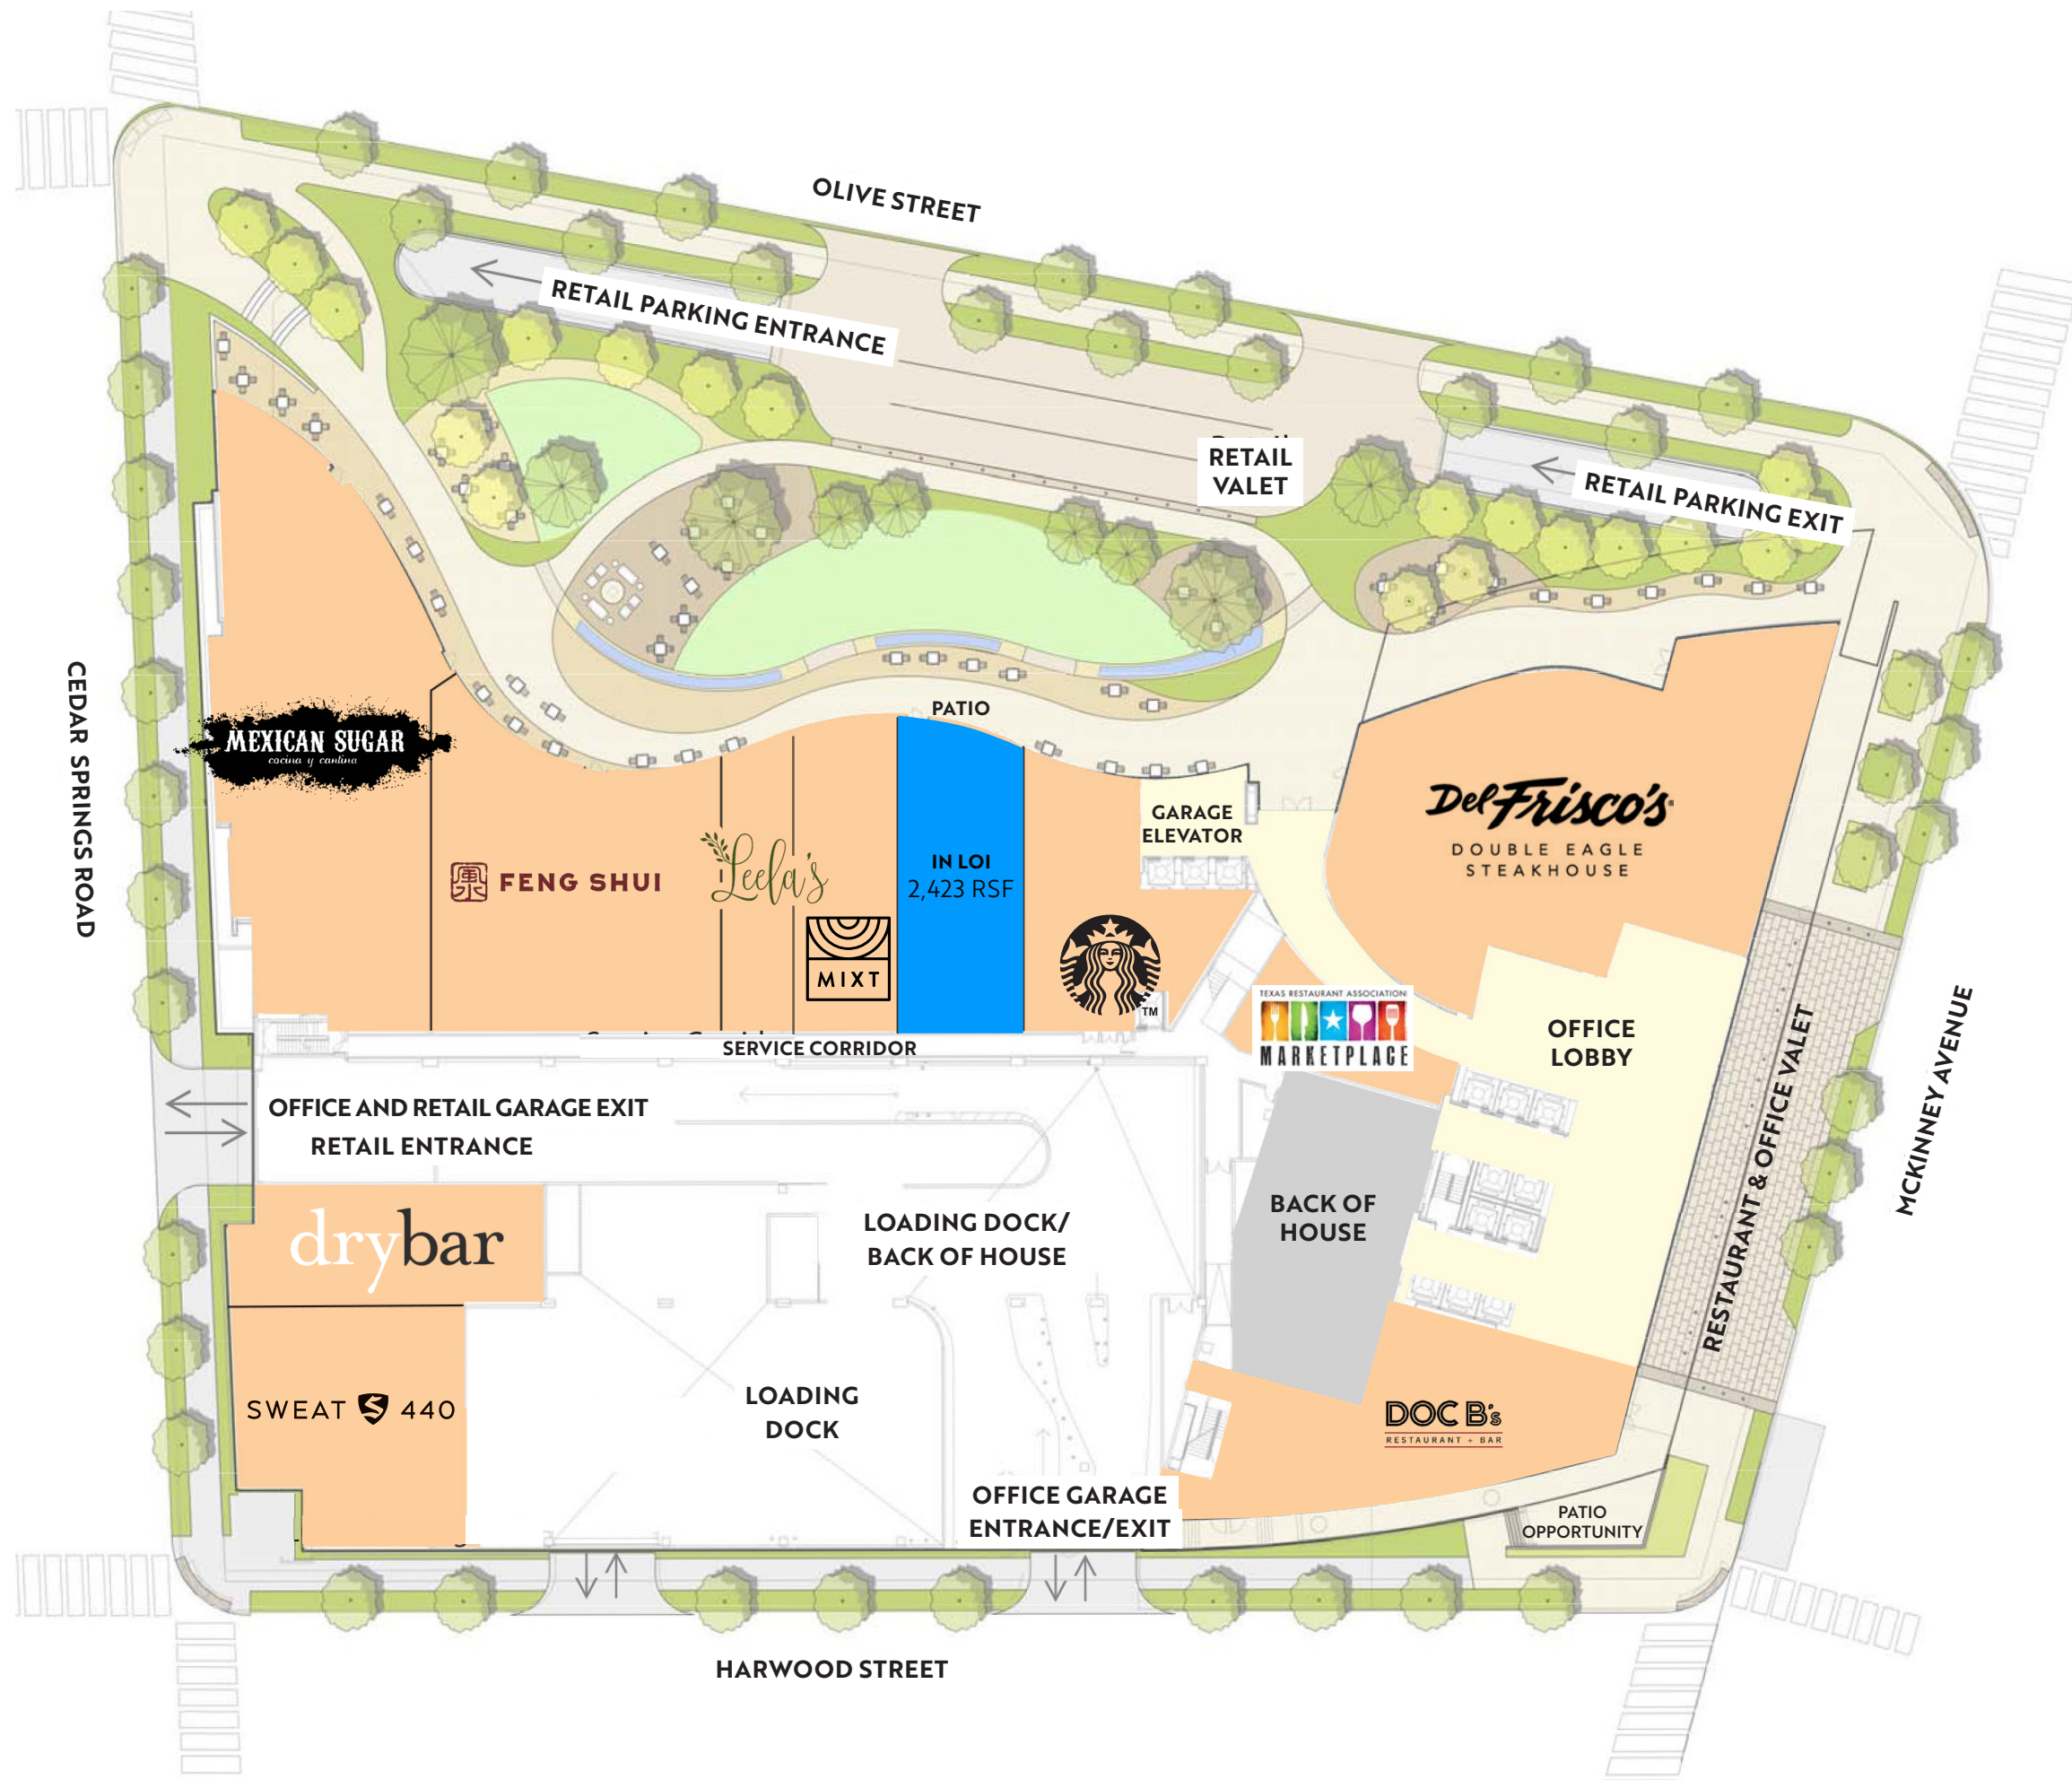 OLIVE STREET
RETAIL PARKING ENTRANCE
RETAIL
VALET
RETAIL PARKING EXIT
CEDAR SPRINGS ROAD
MEXICAN SUGAR
cocina y cantina
PATIO
GARAGE
ELEVATOR
Del Frisco's
DOUBLE EAGLE
STEAKHOUSE
風水 FENG SHUI
Leela's
IN LOI
2,423 RSF
MIXT
TM
TEXAS RESTAURANT ASSOCIATION
MARKETPLACE
OFFICE
LOBBY
RESTAURANT & OFFICE VALET
MCKINNEY AVENUE
SERVICE CORRIDOR
OFFICE AND RETAIL GARAGE EXIT
RETAIL ENTRANCE
drybar
LOADING DOCK/
BACK OF HOUSE
BACK OF
HOUSE
SWEAT 440
LOADING
DOCK
DOC B's
RESTAURANT + BAR
OFFICE GARAGE
ENTRANCE/EXIT
PATIO
OPPORTUNITY
HARWOOD STREET